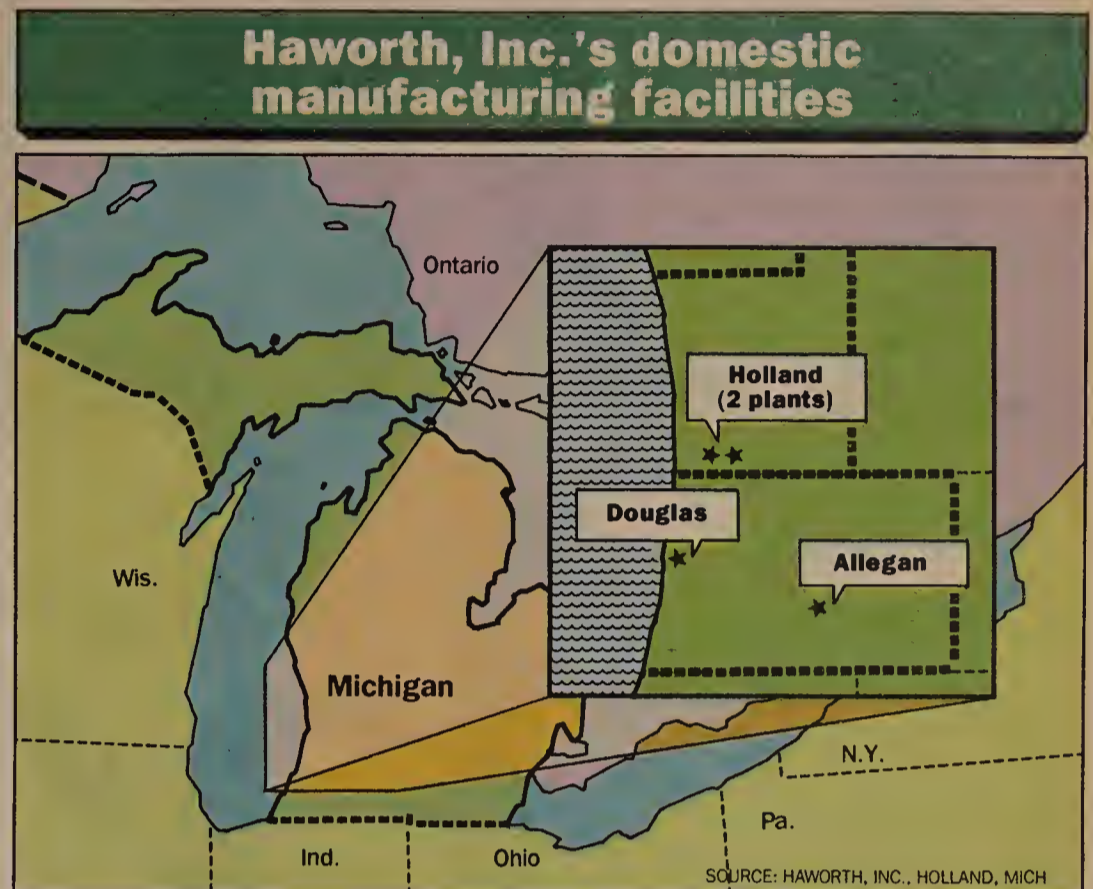 Haworth, Inc.'s domestic
manufacturing facilities
Ontario
Holland
(2 plants)
Douglas
Allegan
Wis.
Michigan
N.Y.
Pa.
Ind.
Ohio
SOURCE: HAWORTH, INC., HOLLAND, MICH